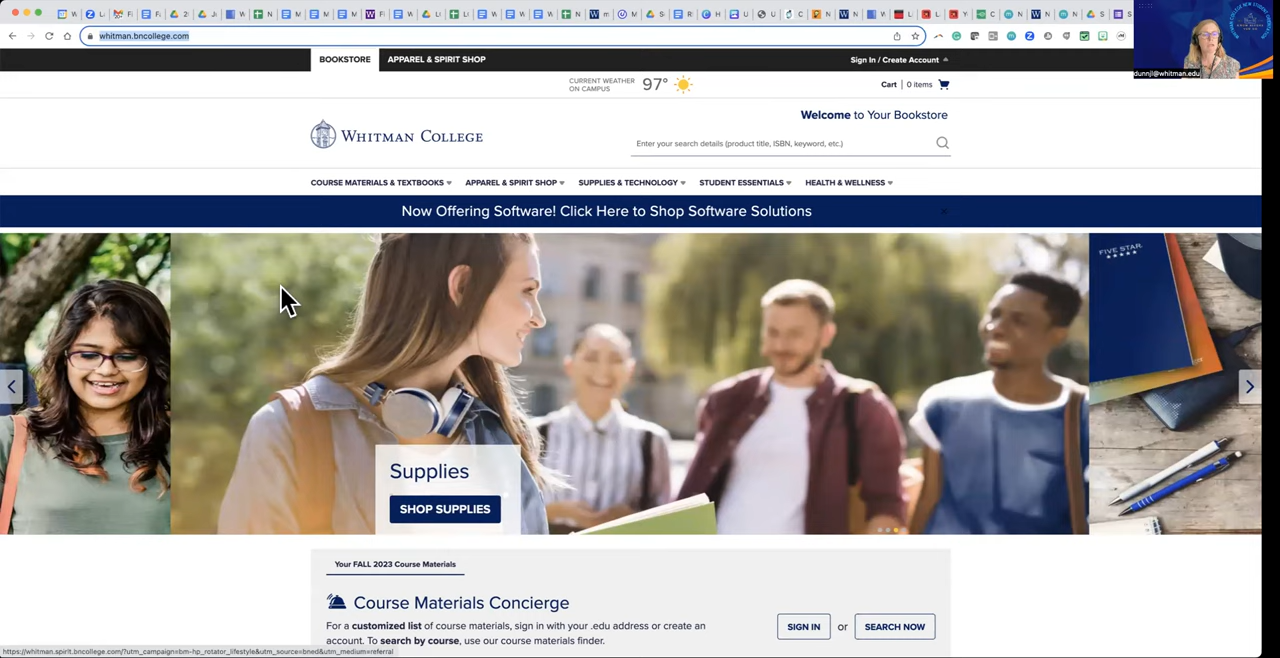 whitman.bncollege.com
dunnjl@whitman.edu
BOOKSTORE
APPAREL & SPIRIT SHOP
Sign In / Create Account
CURRENT WEATHER
ON CAMPUS
97°
Cart | 0 items
Welcome to Your Bookstore
WHITMAN COLLEGE
Enter your search details (product title, ISBN, keyword, etc.)
COURSE MATERIALS & TEXTBOOKS
APPAREL & SPIRIT SHOP
SUPPLIES & TECHNOLOGY
STUDENT ESSENTIALS
HEALTH & WELLNESS
Now Offering Software! Click Here to Shop Software Solutions
FIVE STAR
Supplies
SHOP SUPPLIES
Your FALL 2023 Course Materials
Course Materials Concierge
For a customized list of course materials, sign in with your .edu address or create an
account. To search by course, use our course materials finder.
SIGN IN or SEARCH NOW
https://whitman.spirit.bncollege.com/?utm_campaign=bm-hp_rotator_lifestyle&utm_source=bned&utm_medium=referral